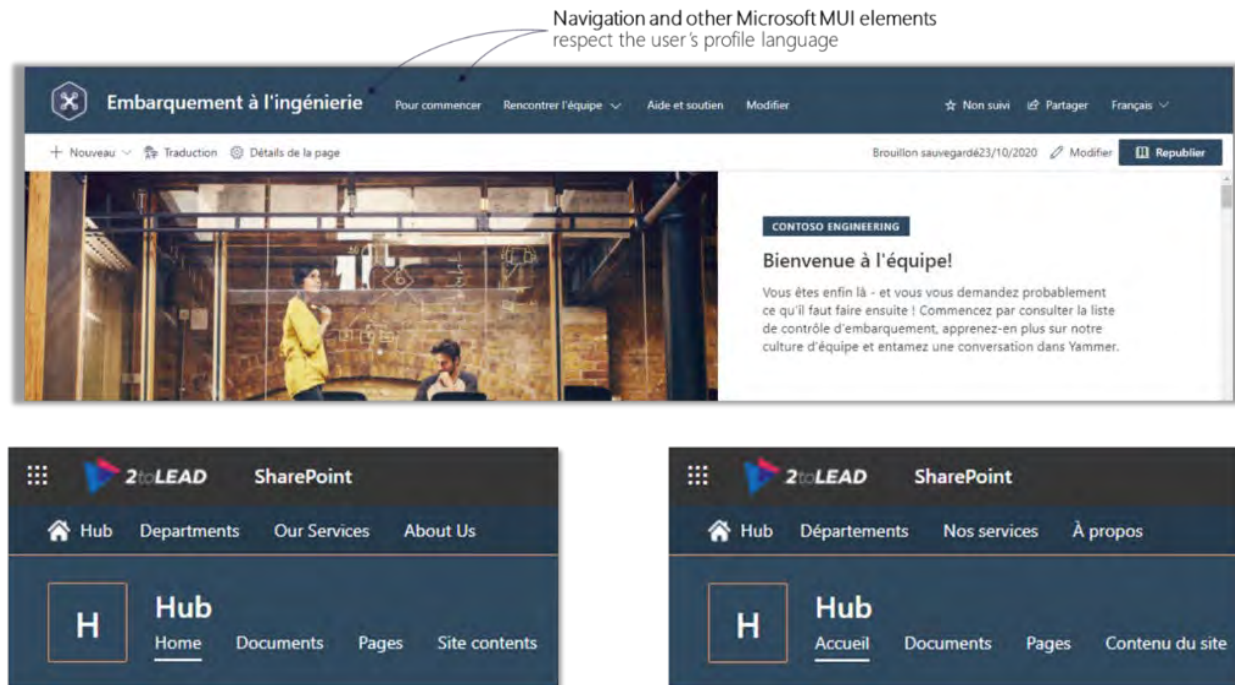 Navigation and other Microsoft MUI elements
respect the user's profile language
Embarquement à l'ingénierie Pour commencer Rencontrer l'équipe Aide et soutien Modifier Non suivi Partager Français
Nouveau Traduction Détails de la page Brouillon sauvegardé23/10/2020 Modifier Republier
CONTOSO ENGINEERING
Bienvenue à l'équipe!
Vous êtes enfin là - et vous vous demandez probablement
ce qu'il faut faire ensuite ! Commencez par consulter la liste
de contrôle d'embarquement, apprenez-en plus sur notre
culture d'équipe et entamez une conversation dans Yammer.
2toLEAD SharePoint
Hub Departments Our Services About Us
H
Hub
Home Documents Pages Site contents
2toLEAD SharePoint
Hub Départements Nos services À propos
H
Hub
Accueil Documents Pages Contenu du site